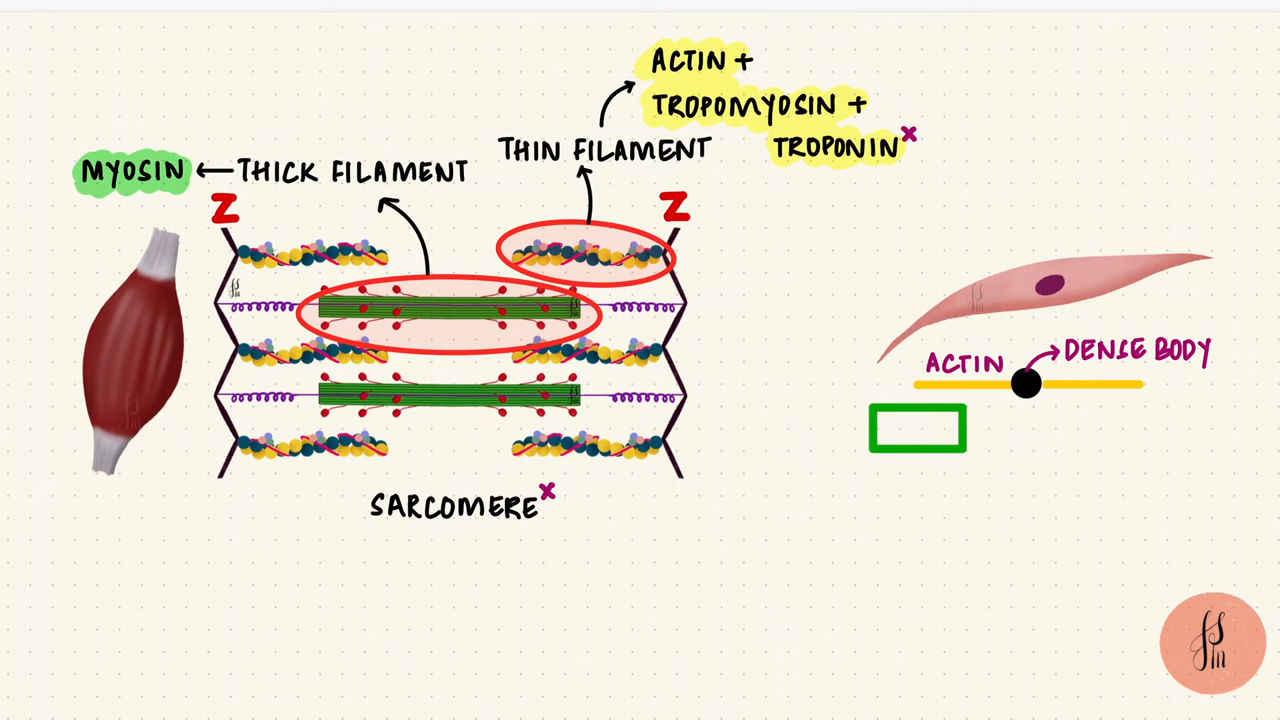 ACTIN +
TROPOMYOSIN +
TROPONIN x
THIN FILAMENT
MYOSIN ← THICK FILAMENT
Z
Z
ACTIN
→ DENSE BODY
SARCOMERE x